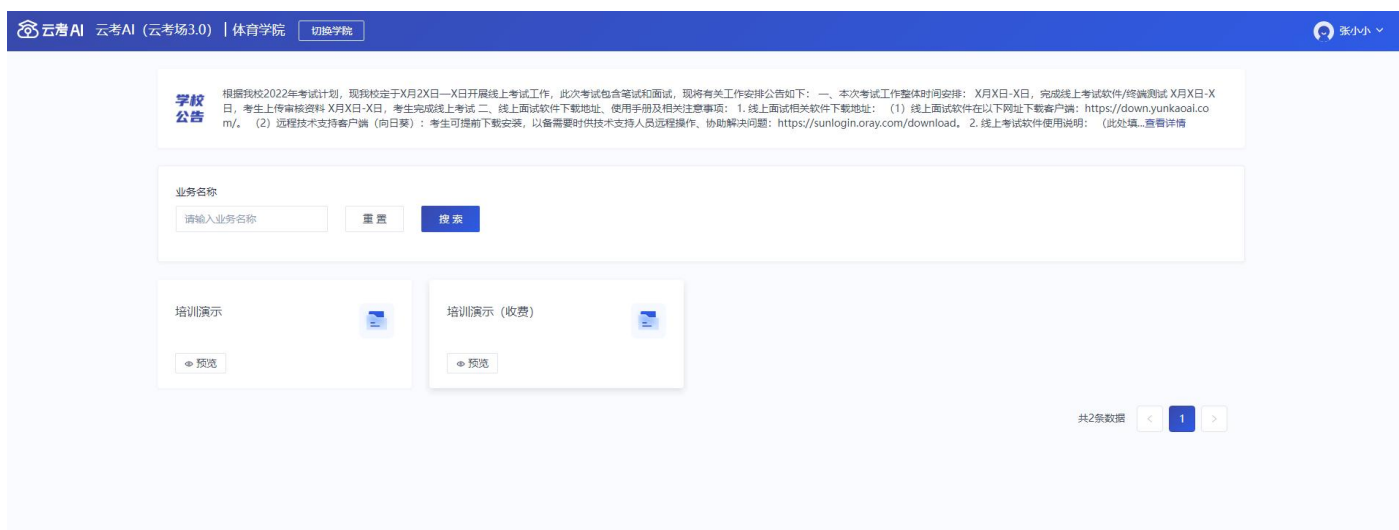 云考AI 云考AI（云考场3.0） | 体育学院 切换学院 张小小
学校
公告
根据我校2022年考试计划，现我校定于X月2X日—X日开展线上考试工作，此次考试包含笔试和面试，现将有关工作安排公告如下： 一、本次考试工作整体时间安排： X月X日-X日，完成线上考试软件/终端测试 X月X日-X
日，考生上传审核资料 X月X日-X日，考生完成线上考试 二、线上面试软件下载地址、使用手册及相关注意事项： 1. 线上面试相关软件下载地址： （1）线上面试软件在以下网址下载客户端：https://down.yunkaoai.co
m/。 （2）远程技术支持客户端（向日葵）：考生可提前下载安装，以备需要时供技术支持人员远程操作、协助解决问题：https://sunlogin.oray.com/download。 2. 线上考试软件使用说明： （此处填...查看详情
业务名称
请输入业务名称 重 置 搜 索
培训演示 培训演示（收费）
预览 预览
共2条数据 < 1 >